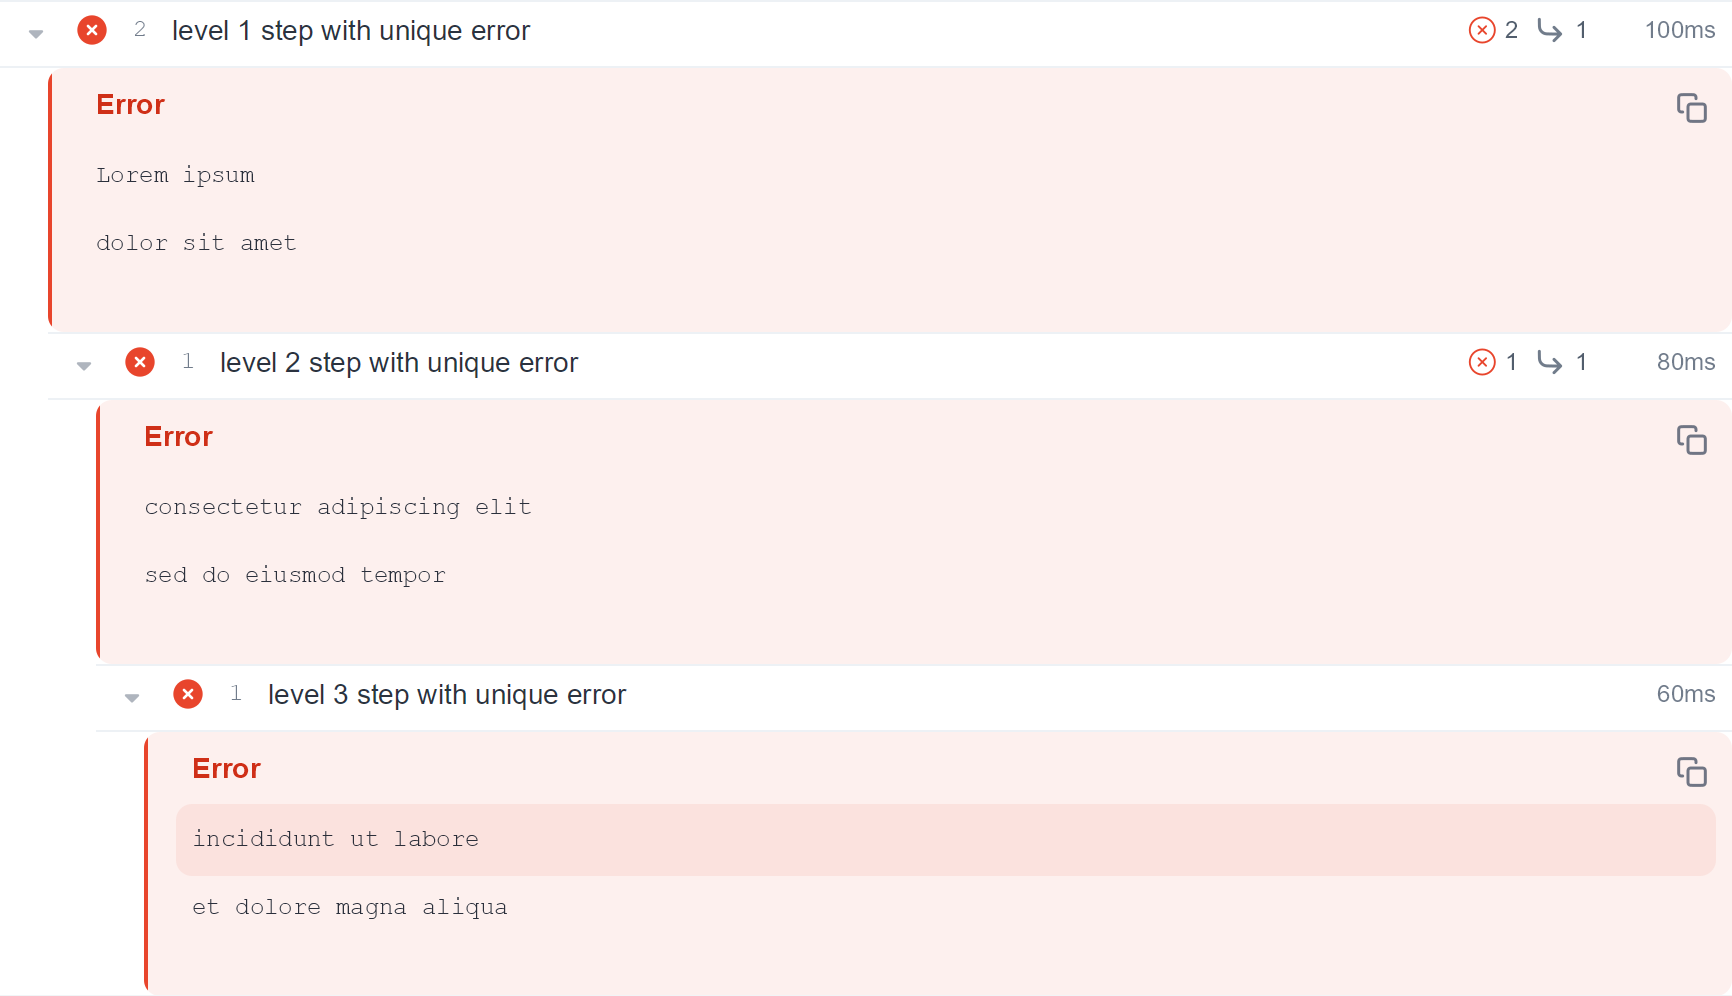 2 level 1 step with unique error 2 1 100ms
Error
Lorem ipsum
dolor sit amet
1 level 2 step with unique error 1 1 80ms
Error
consectetur adipiscing elit
sed do eiusmod tempor
1 level 3 step with unique error 60ms
Error
incididunt ut labore
et dolore magna aliqua